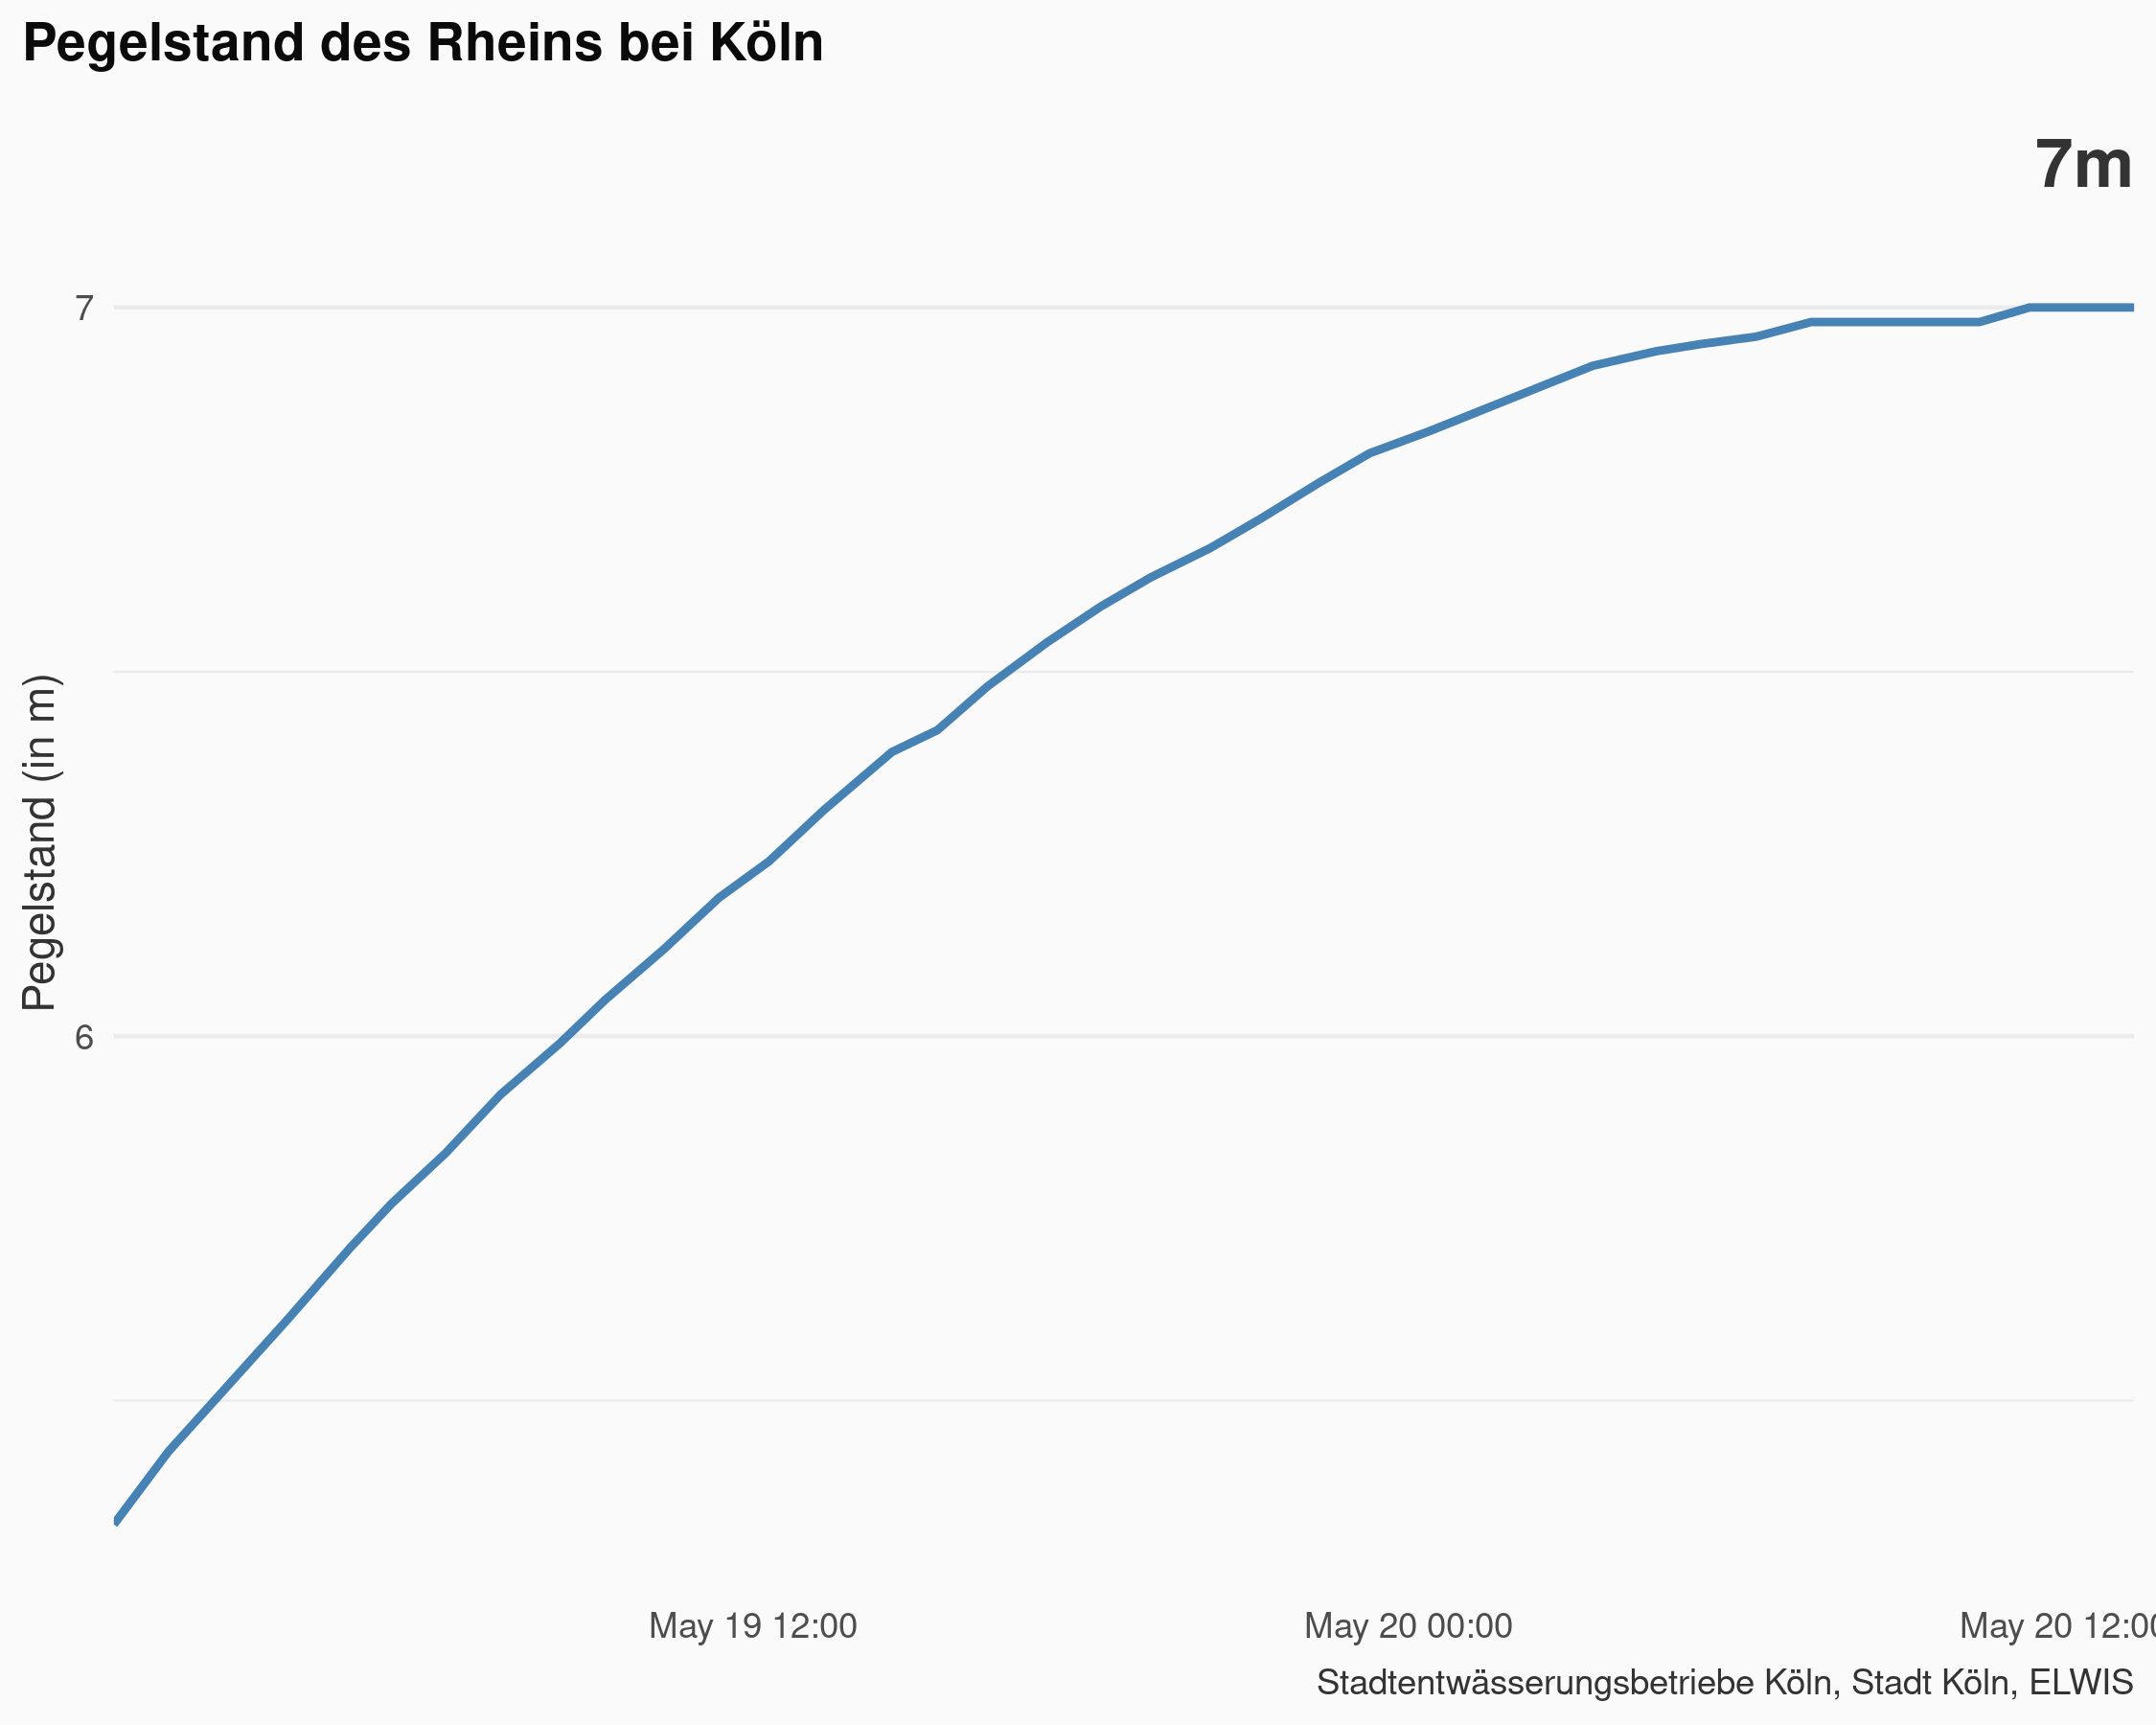 Pegelstand des Rheins bei Köln
7m
7
Pegelstand (in m)
6
May 19 12:00
May 20 00:00
May 20 12:00
Stadtentwässerungsbetriebe Köln, Stadt Köln, ELWIS